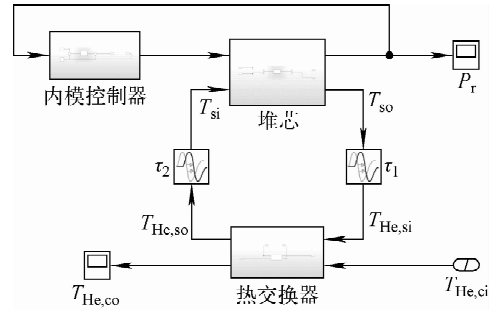 内模控制器
堆芯
P_r
T_si
T_so
τ_2
τ_1
T_He,so
T_He,si
热交换器
T_He,co
T_He,ci